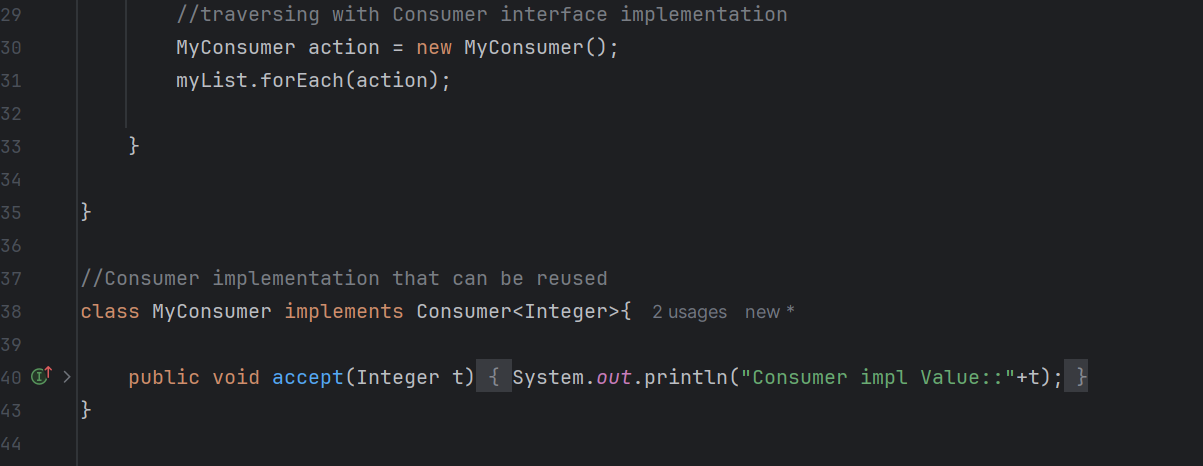 29 //traversing with Consumer interface implementation
30 MyConsumer action = new MyConsumer();
31 myList.forEach(action);
32
33 }
34
35 }
36
37 //Consumer implementation that can be reused
38 class MyConsumer implements Consumer<Integer>{ 2 usages new *
39
40 public void accept(Integer t) { System.out.println("Consumer impl Value::"+t); }
43 }
44